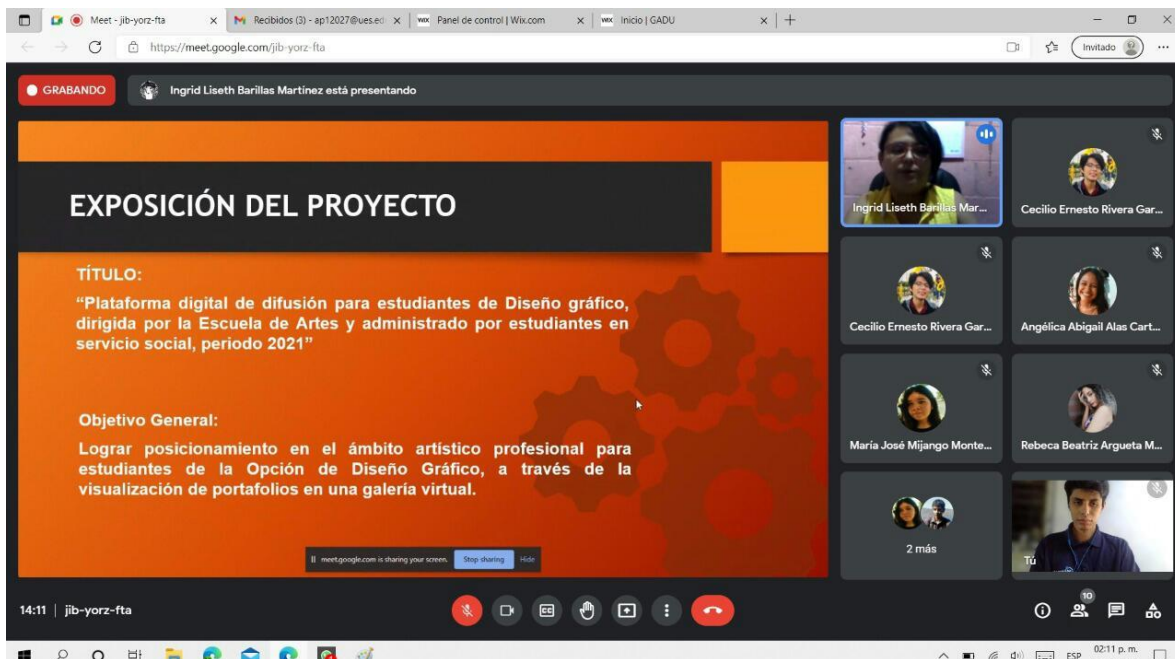 Meet - jib-yorz-fta
Recibidos (3) - ap12027@ues.ed
WIX Panel de control | Wix.com
WIX Inicio | GADU
https://meet.google.com/jib-yorz-fta
Invitado
GRABANDO
Ingrid Liseth Barillas Martinez está presentando
EXPOSICIÓN DEL PROYECTO
TÍTULO:
“Plataforma digital de difusión para estudiantes de Diseño gráfico,
dirigida por la Escuela de Artes y administrado por estudiantes en
servicio social, periodo 2021”
Objetivo General:
Lograr posicionamiento en el ámbito artístico profesional para
estudiantes de la Opción de Diseño Gráfico, a través de la
visualización de portafolios en una galería virtual.
meet.google.com is sharing your screen.
Stop sharing
Hide
Ingrid Liseth Barillas Mar...
Cecilio Ernesto Rivera Gar...
Cecilio Ernesto Rivera Gar...
Angélica Abigail Alas Cart...
María José Mijango Monte...
Rebeca Beatriz Argueta M...
2 más
Tú
14:11 | jib-yorz-fta
CC
10
ESP
02:11 p. m.